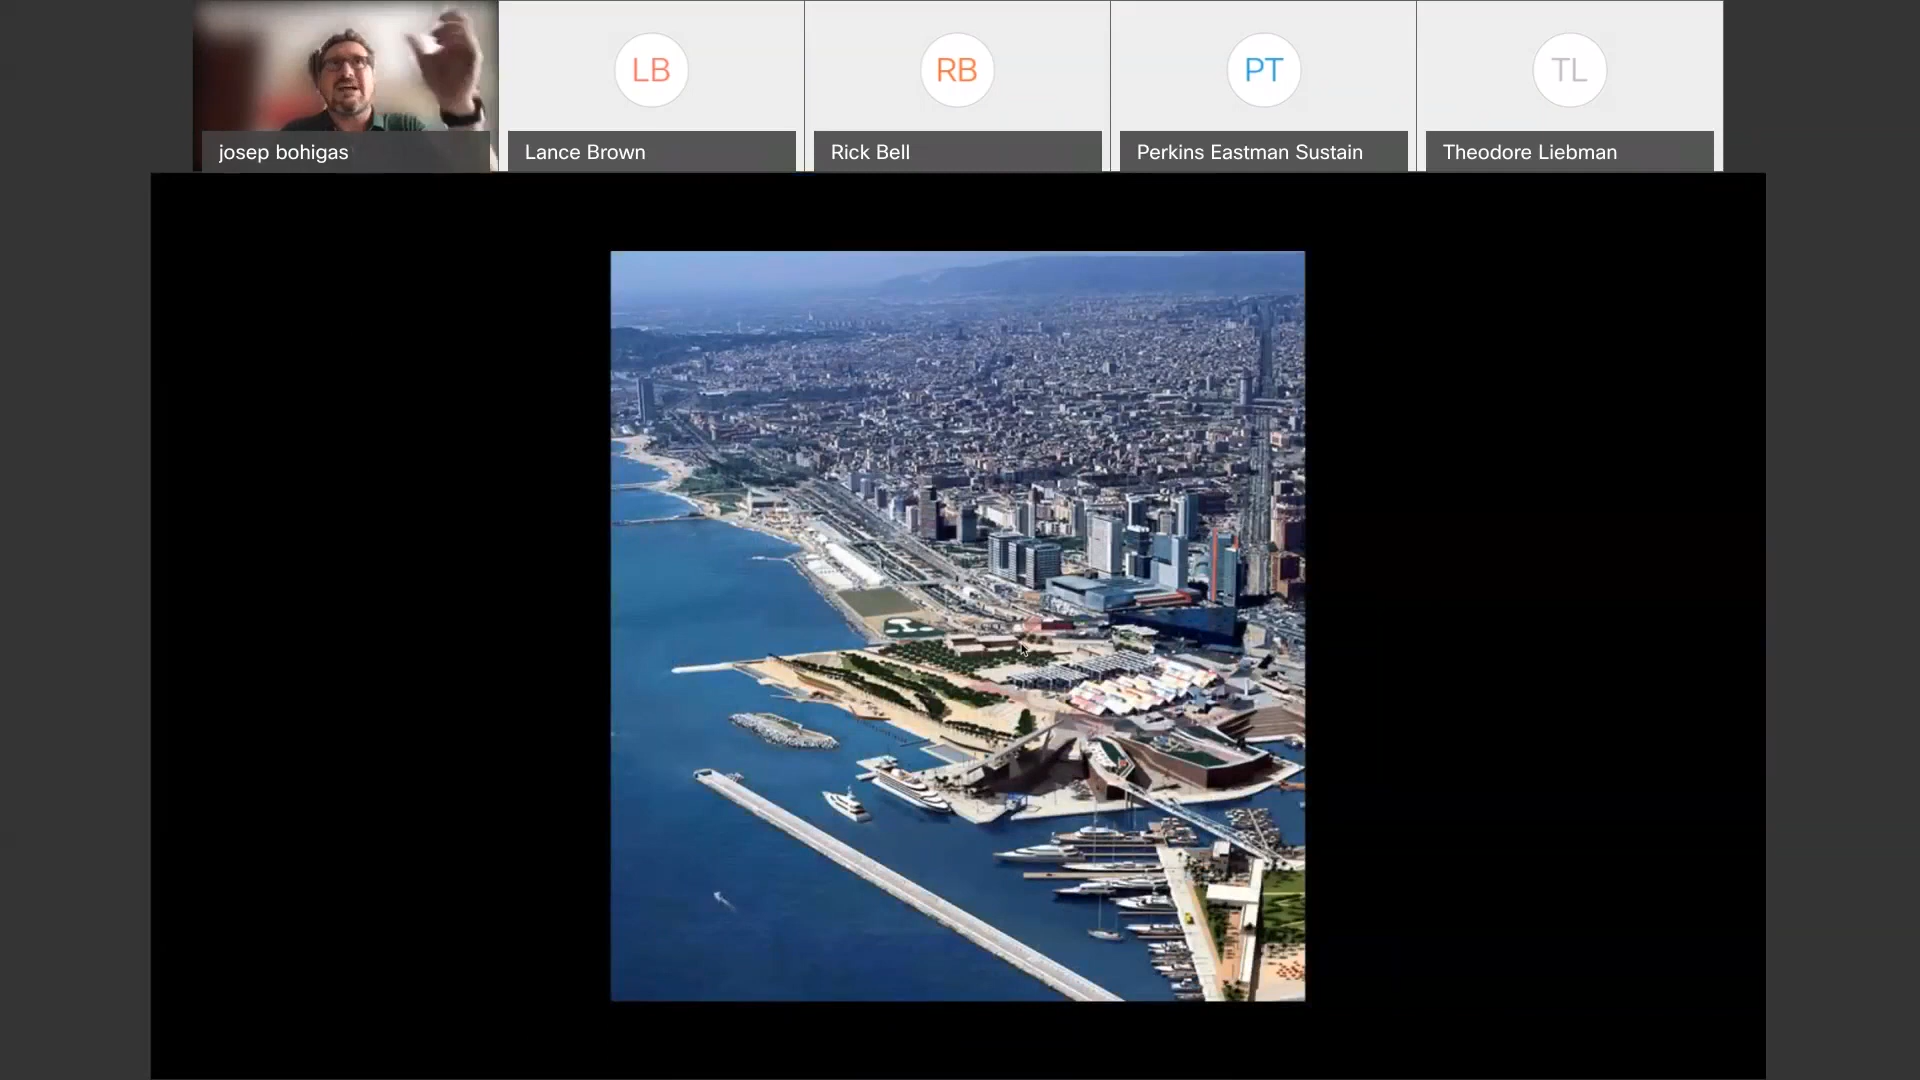 LB
RB
PT
TL
josep bohigas
Lance Brown
Rick Bell
Perkins Eastman Sustain
Theodore Liebman